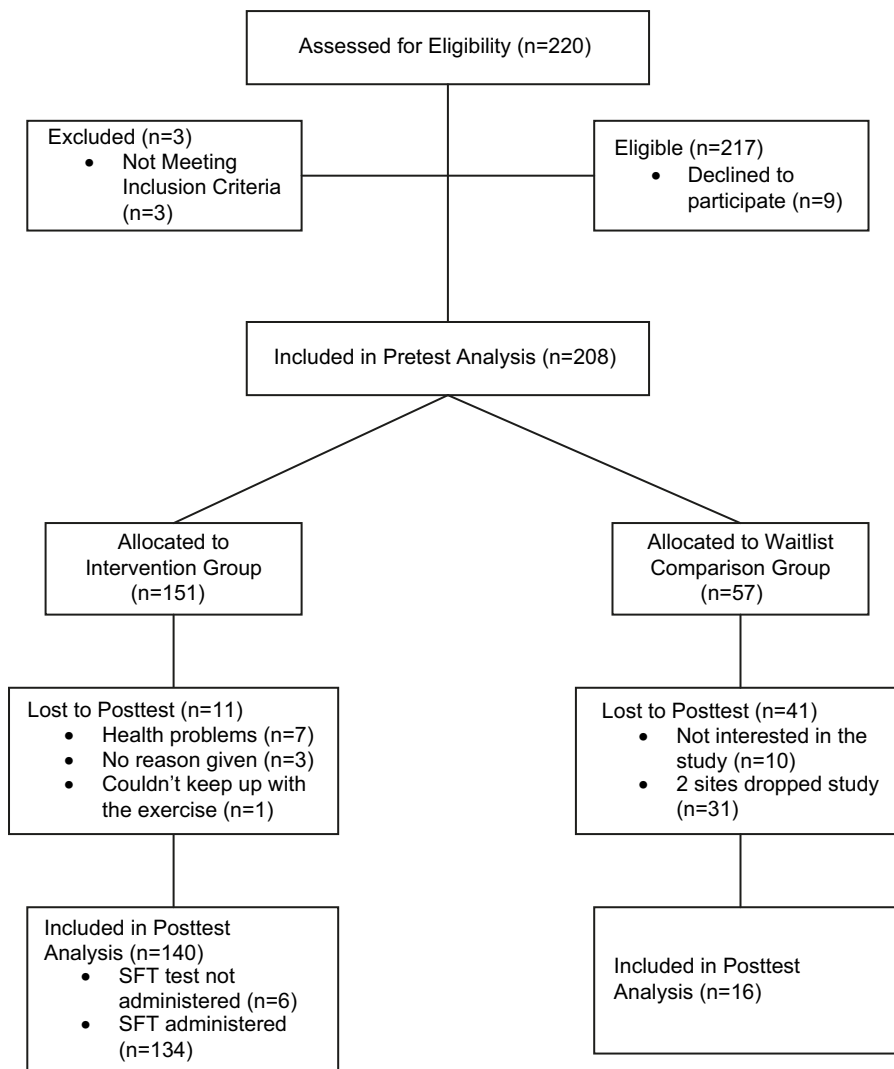 Assessed for Eligibility (n=220)
Excluded (n=3)
• Not Meeting
Inclusion Criteria
(n=3)
Eligible (n=217)
• Declined to
participate (n=9)
Included in Pretest Analysis (n=208)
Allocated to
Intervention Group
(n=151)
Allocated to Waitlist
Comparison Group
(n=57)
Lost to Posttest (n=11)
• Health problems (n=7)
• No reason given (n=3)
• Couldn’t keep up with
the exercise (n=1)
Lost to Posttest (n=41)
• Not interested in the
study (n=10)
• 2 sites dropped study
(n=31)
Included in Posttest
Analysis (n=140)
• SFT test not
administered (n=6)
• SFT administered
(n=134)
Included in Posttest
Analysis (n=16)